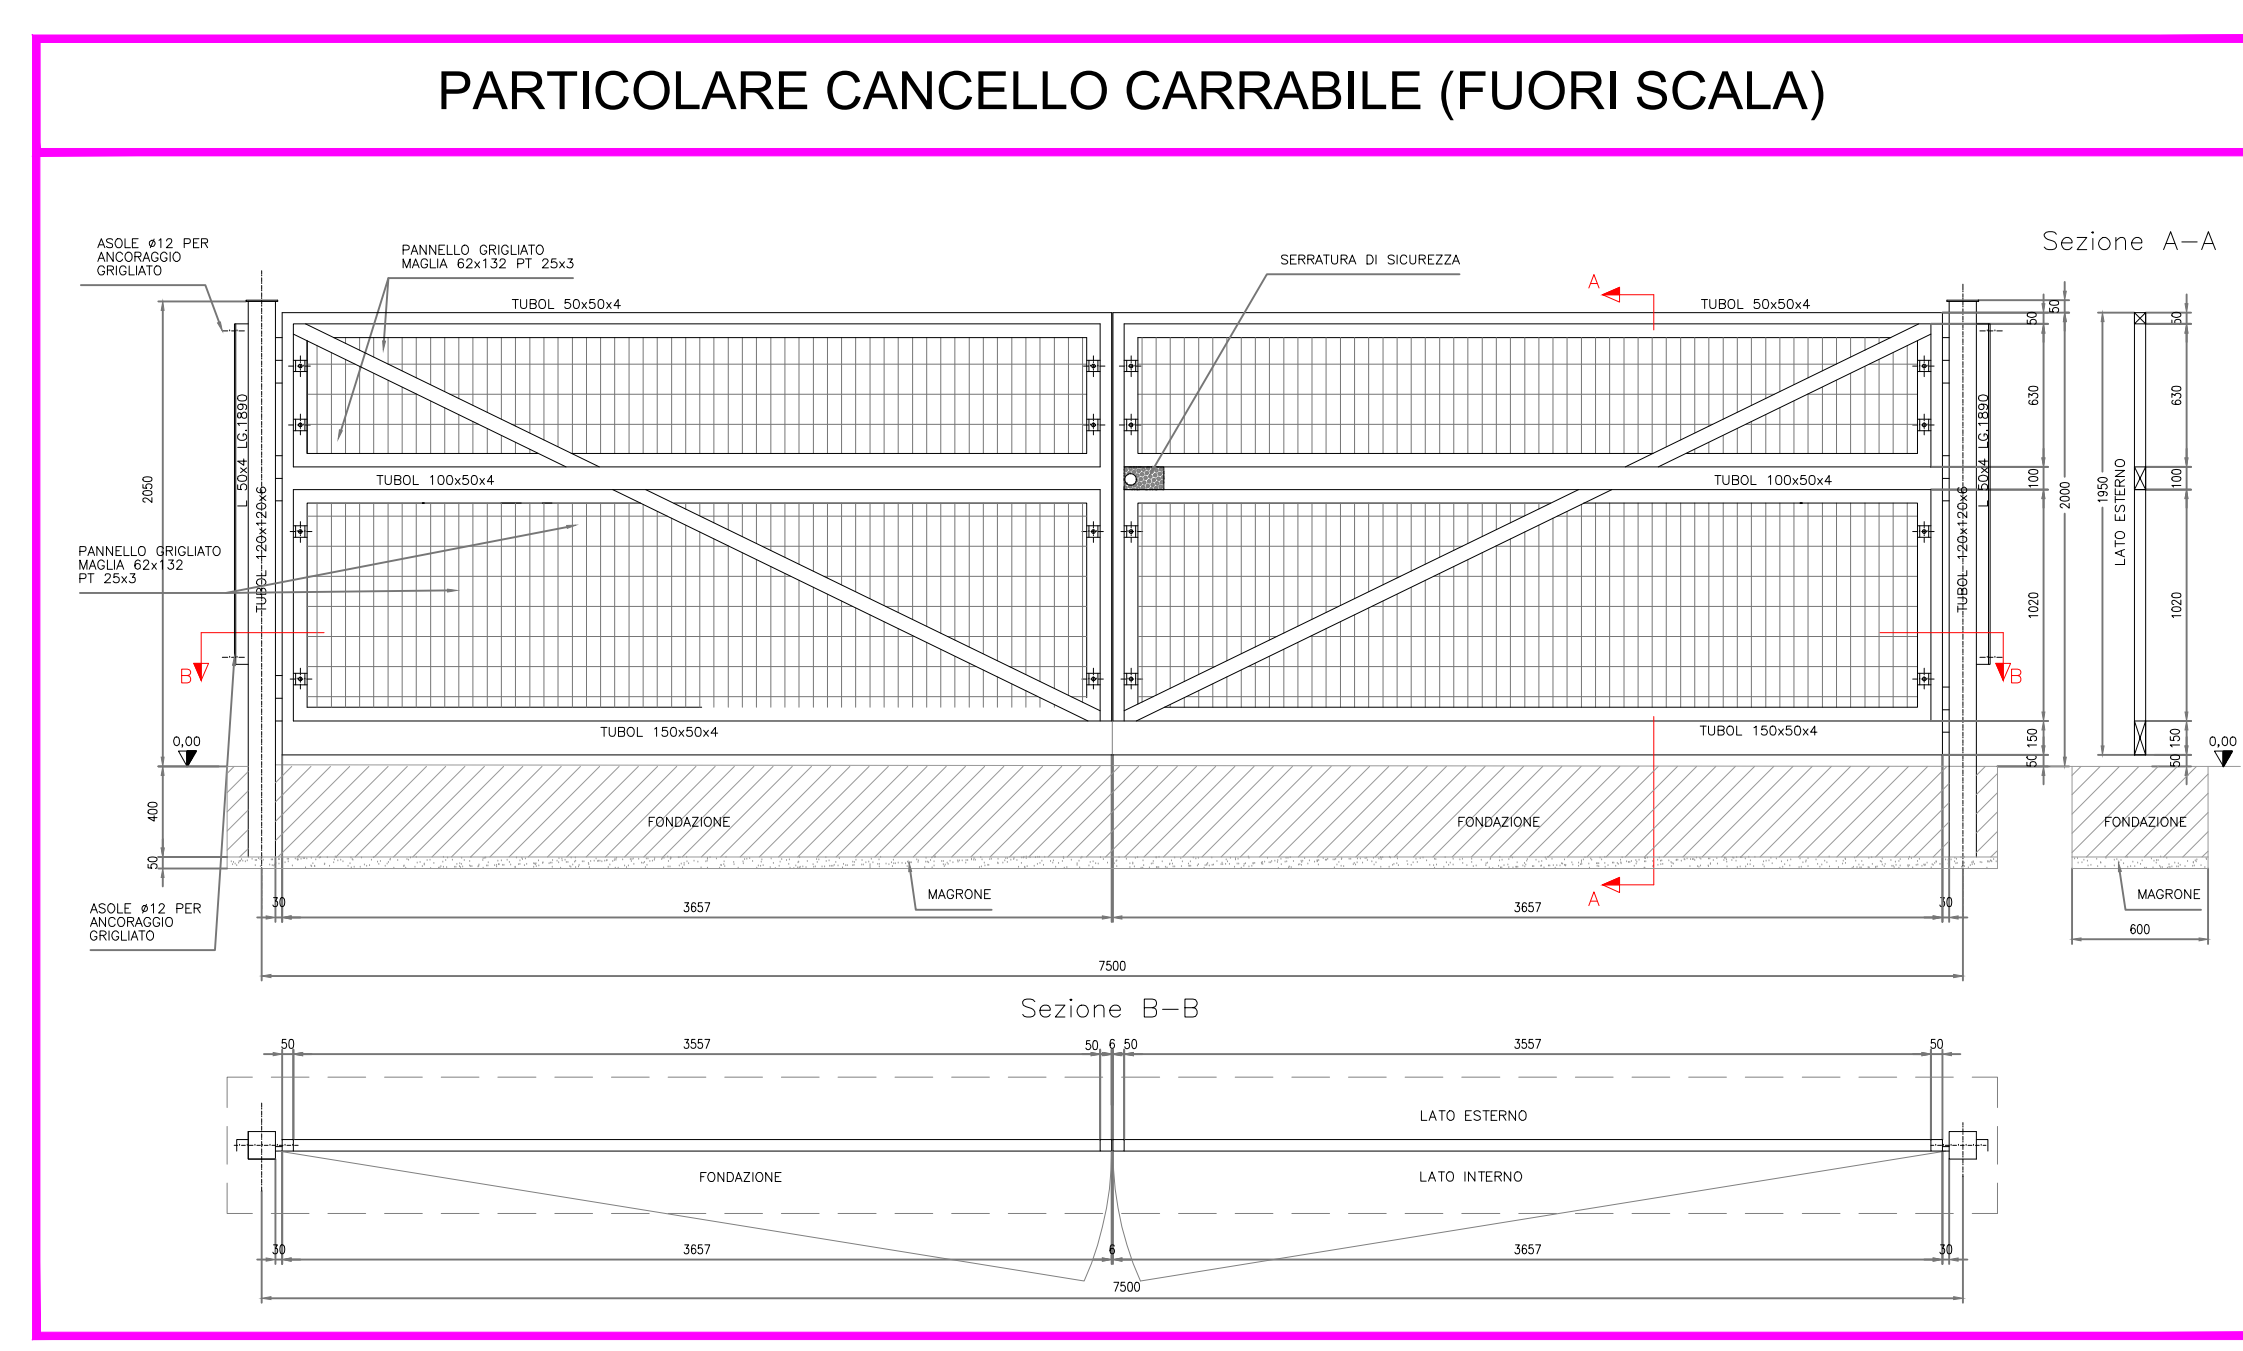 PARTICOLARE CANCELLO CARRABILE (FUORI SCALA)
Sezione A-A
ASOLE ø12 PER
ANCORAGGIO
GRIGLIATO
PANNELLO GRIGLIATO
MAGLIA 62x132 PT 25x3
SERRATURA DI SICUREZZA
TUBOL 50x50x4
A
TUBOL 50x50x4
50
50
50
L 50x4 LG.1890
630
L 50x4 LG.1890
630
TUBOL 100x50x4
TUBOL 100x50x4
100
100
2050
TUBOL 120x120x6
TUBOL 120x120x6
2000
1950
LATO ESTERNO
PANNELLO GRIGLIATO
MAGLIA 62x132
PT 25x3
1020
1020
B
B
TUBOL 150x50x4
TUBOL 150x50x4
150
150
0,00
0,00
50
50
400
FONDAZIONE
FONDAZIONE
FONDAZIONE
50
MAGRONE
MAGRONE
A
ASOLE ø12 PER
ANCORAGGIO
GRIGLIATO
30
3657
3657
30
600
7500
Sezione B-B
50
3557
50
6
50
3557
50
LATO ESTERNO
FONDAZIONE
LATO INTERNO
30
3657
6
3657
30
7500